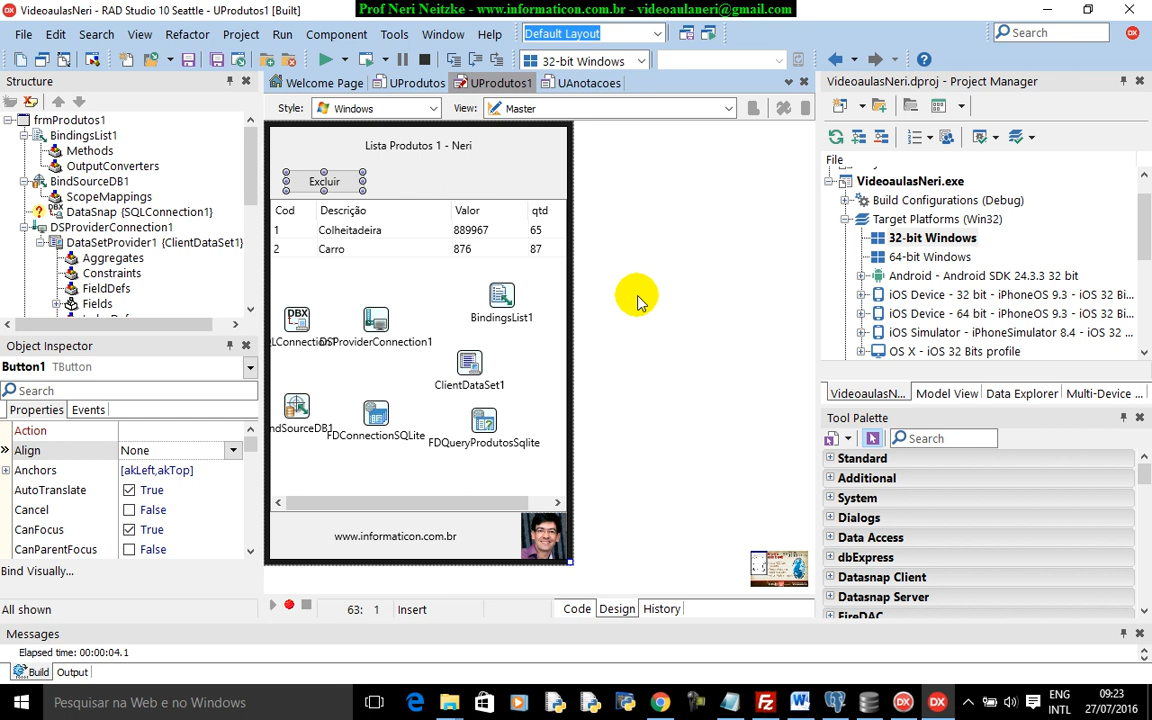 VideoaulasNeri - RAD Studio 10 Seattle - UProdutos1 [Built]
Prof Neri Neitzke - www.informaticon.com.br - videoaulaneri@gmail.com
File Edit Search View Refactor Project Run Component Tools Window Help
Default Layout
Search
32-bit Windows
Structure
frmProdutos1
BindingsList1
Methods
OutputConverters
BindSourceDB1
ScopeMappings
DataSnap {SQLConnection1}
DSProviderConnection1
DataSetProvider1 {ClientDataSet1}
Aggregates
Constraints
FieldDefs
Fields
Object Inspector
Button1 TButton
Search
Properties Events
Action
Align None
Anchors [akLeft,akTop]
AutoTranslate True
Cancel False
CanFocus True
CanParentFocus False
Bind Visually...
All shown
Welcome Page UProdutos UProdutos1 UAnotacoes
Style: Windows View: Master
Lista Produtos 1 - Neri
Excluir
Cod Descrição Valor qtd
1 Colheitadeira 889967 65
2 Carro 876 87
BindingsList1
DSProviderConnection1
ClientDataSet1
FDConnectionSQLite
FDQueryProdutosSqlite
www.informaticon.com.br
63: 1 Insert
Code Design History
VideoaulasNeri.dproj - Project Manager
File
VideoaulasNeri.exe
Build Configurations (Debug)
Target Platforms (Win32)
32-bit Windows
64-bit Windows
Android - Android SDK 24.3.3 32 bit
iOS Device - 32 bit - iPhoneOS 9.3 - iOS 32 Bi...
iOS Device - 64 bit - iPhoneOS 9.3 - iOS 32 Bi...
iOS Simulator - iPhoneSimulator 8.4 - iOS 32 ...
OS X - iOS 32 Bits profile
VideoaulasN... Model View Data Explorer Multi-Device ...
Tool Palette
Search
Standard
Additional
System
Dialogs
Data Access
dbExpress
Datasnap Client
Datasnap Server
FireDAC
Messages
Elapsed time: 00:00:04.1
Build Output
Pesquisar na Web e no Windows
ENG
INTL
09:23
27/07/2016